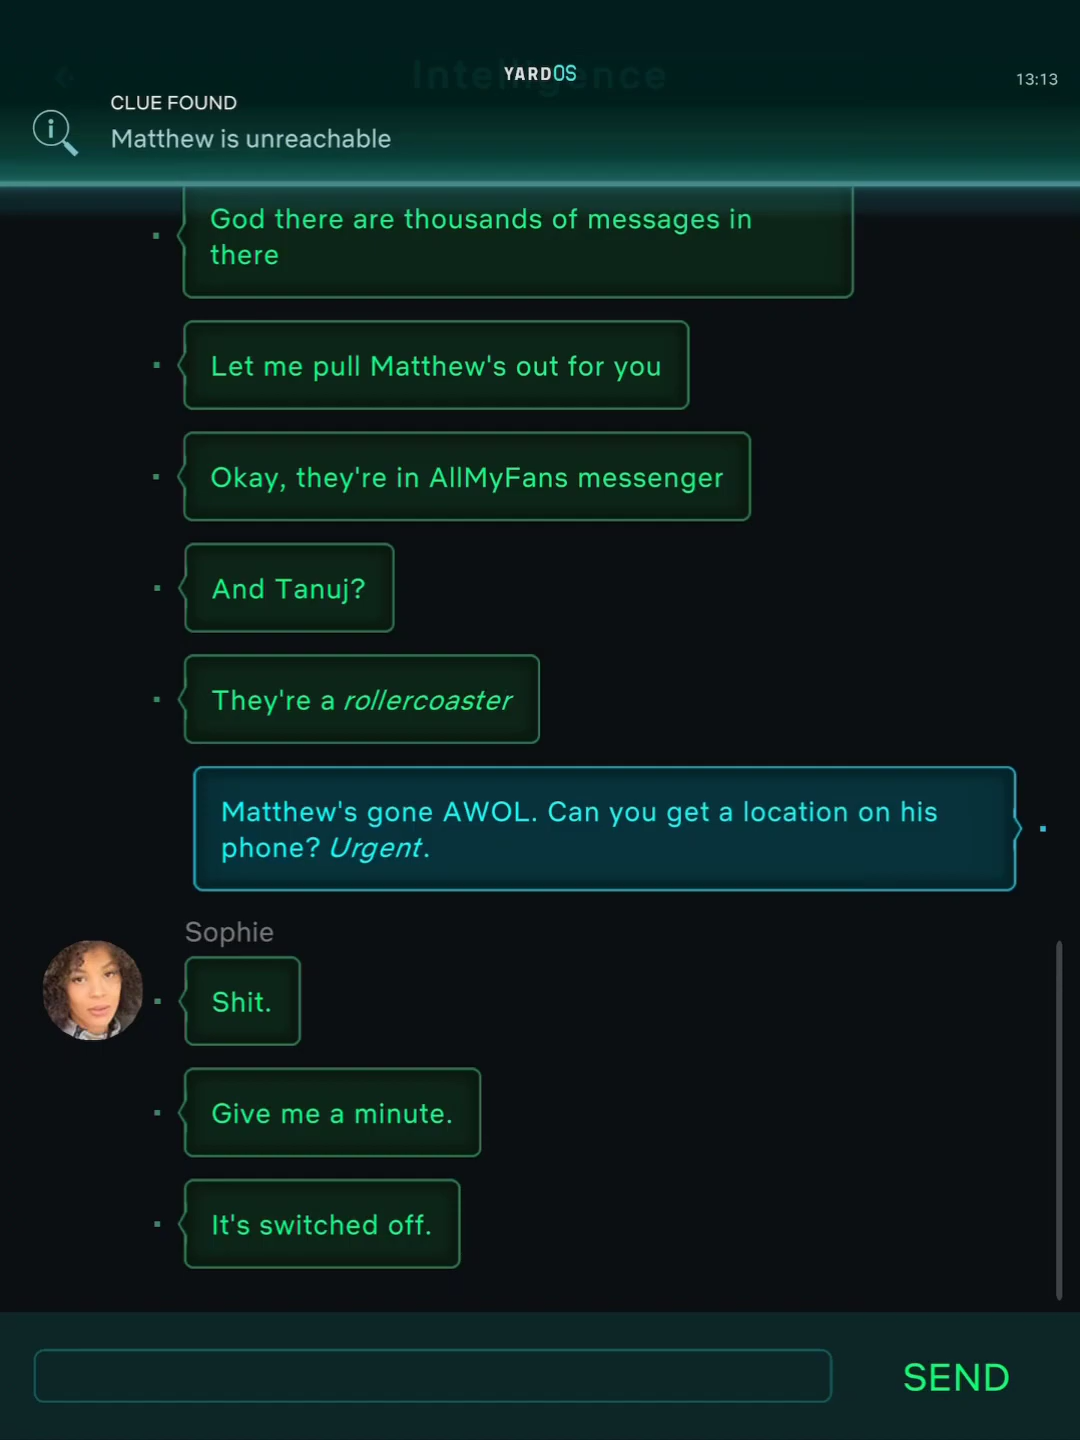 Intelligence
YARDOS
13:13
CLUE FOUND
Matthew is unreachable
God there are thousands of messages in
there
Let me pull Matthew's out for you
Okay, they're in AllMyFans messenger
And Tanuj?
They're a rollercoaster
Matthew's gone AWOL. Can you get a location on his
phone? Urgent.
Sophie
Shit.
Give me a minute.
It's switched off.
SEND